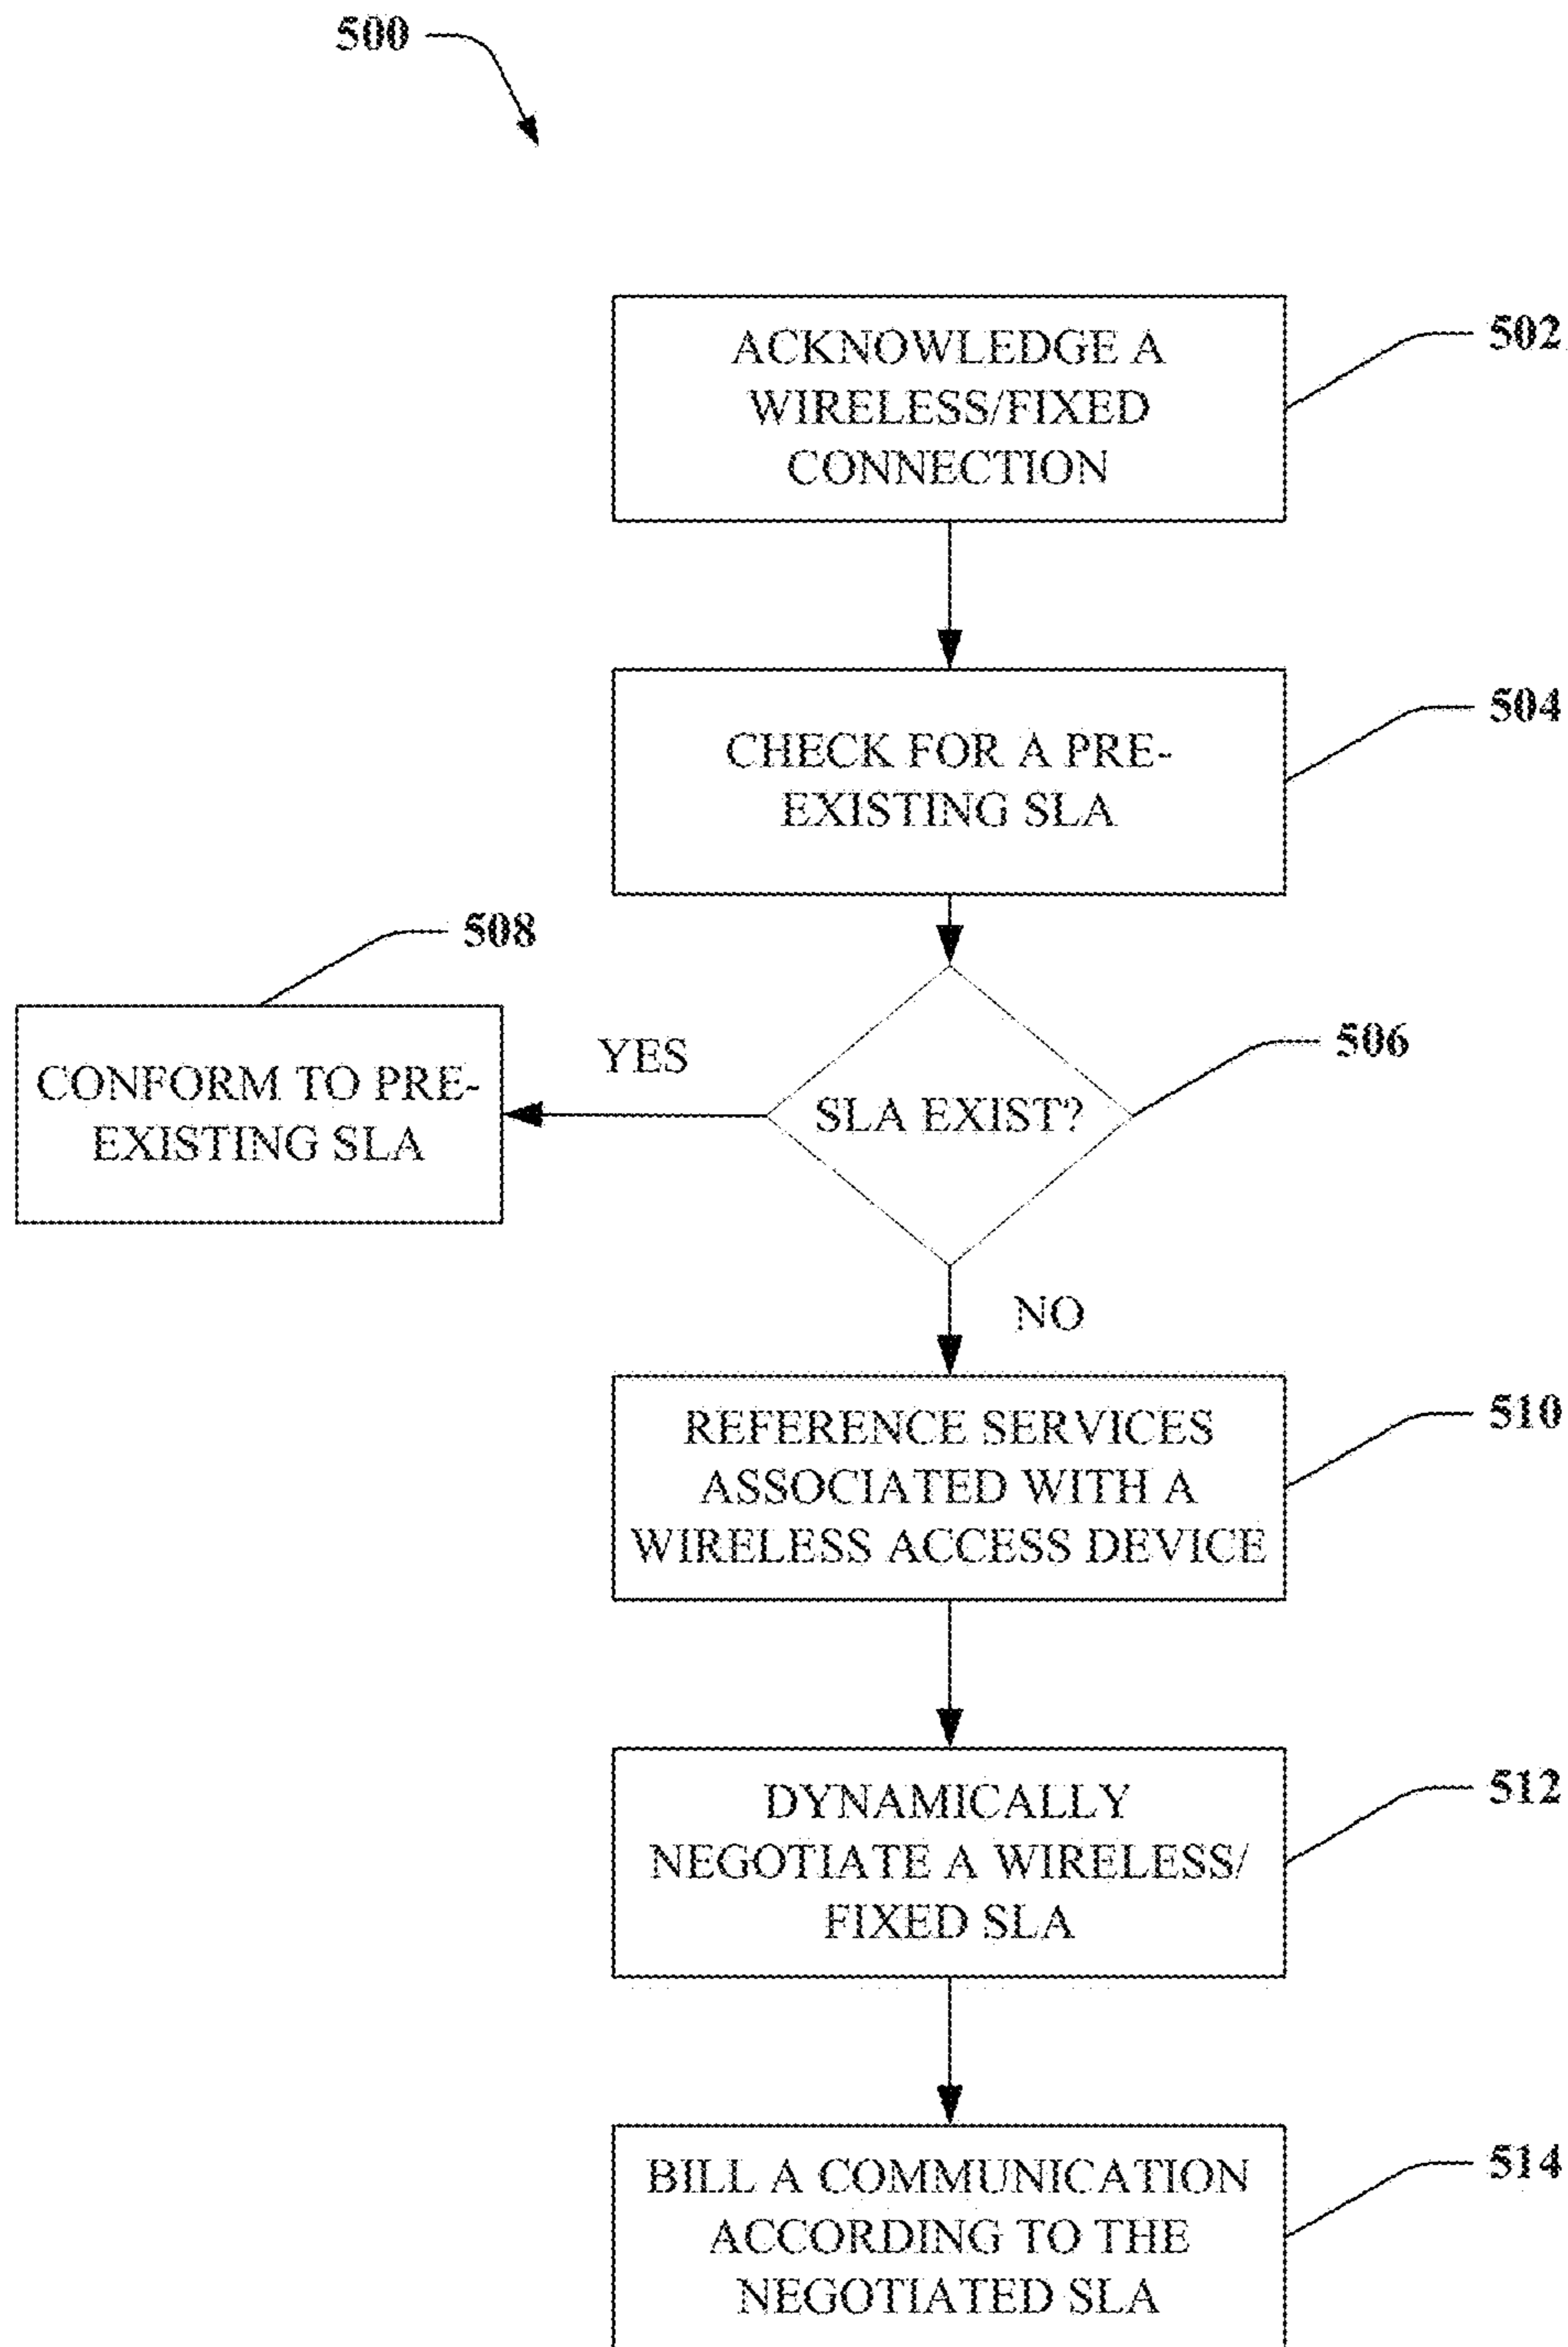 500
ACKNOWLEDGE A
WIRELESS/FIXED
CONNECTION
502
CHECK FOR A PRE-
EXISTING SLA
504
508
CONFORM TO PRE-
EXISTING SLA
YES
SLA EXIST?
506
NO
REFERENCE SERVICES
ASSOCIATED WITH A
WIRELESS ACCESS DEVICE
510
DYNAMICALLY
NEGOTIATE A WIRELESS/
FIXED SLA
512
BILL A COMMUNICATION
ACCORDING TO THE
NEGOTIATED SLA
514